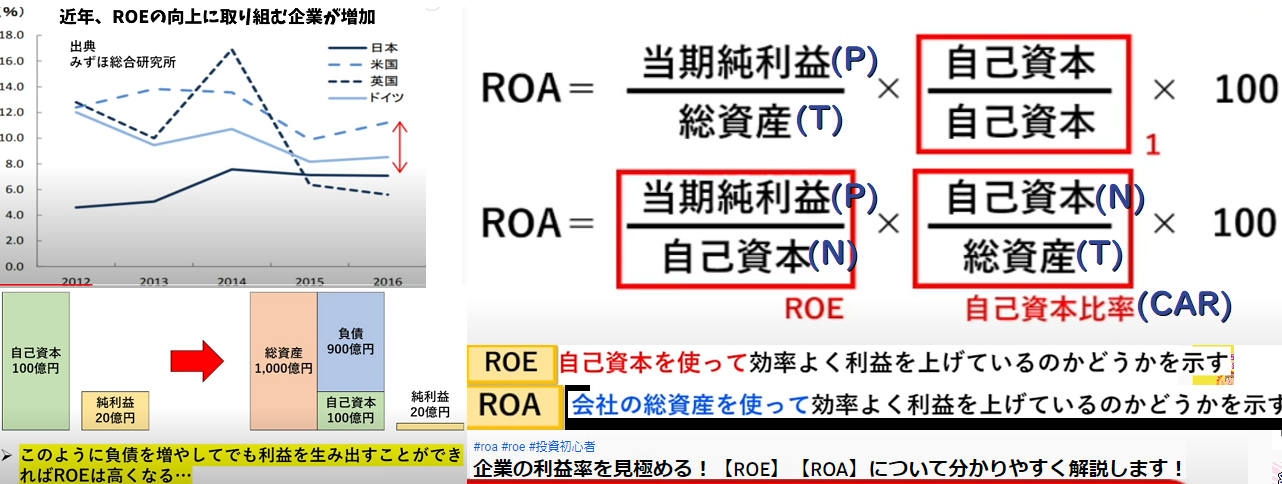 (%)
近年、ROEの向上に取り組む企業が増加
18.0
16.0
14.0
12.0
10.0
8.0
6.0
4.0
2.0
0.0
出典
みずほ総合研究所
日本
米国
英国
ドイツ
2012 2013 2014 2015 2016
自己資本
100億円
純利益
20億円
総資産
1,000億円
負債
900億円
自己資本
100億円
純利益
20億円
このように負債を増やしてでも利益を生み出すことができ
ればROEは高くなる…
ROA = 当期純利益(P) / 総資産(T) × 自己資本 / 自己資本 × 100
1
ROA = 当期純利益(P) / 自己資本(N) × 自己資本(N) / 総資産(T) × 100
ROE 自己資本比率(CAR)
ROE 自己資本を使って効率よく利益を上げているのかどうかを示す
ROA 会社の総資産を使って効率よく利益を上げているのかどうかを示す
#roa #roe #投資初心者
企業の利益率を見極める！【ROE】【ROA】について分かりやすく解説します！